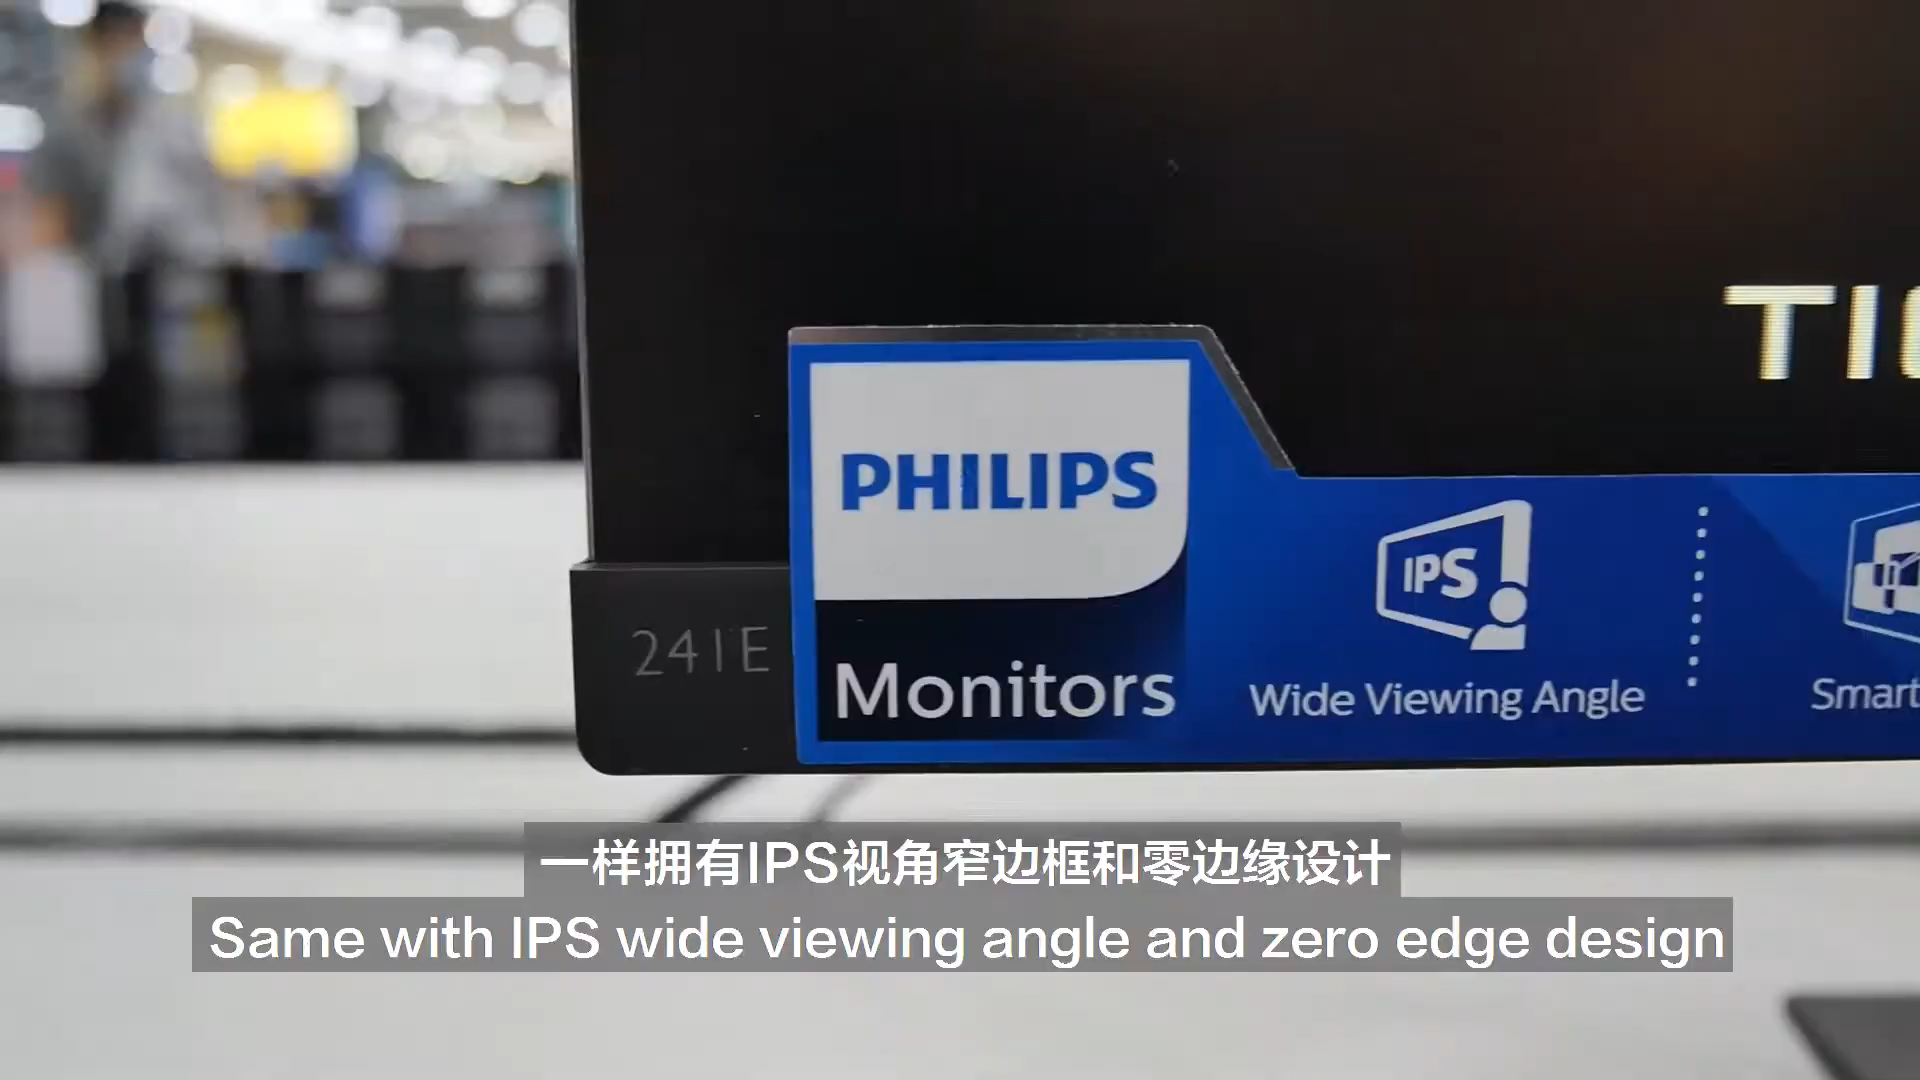 TI
PHILIPS
IPS
241E
Monitors
Wide Viewing Angle
Smart
一样拥有IPS视角窄边框和零边缘设计
Same with IPS wide viewing angle and zero edge design